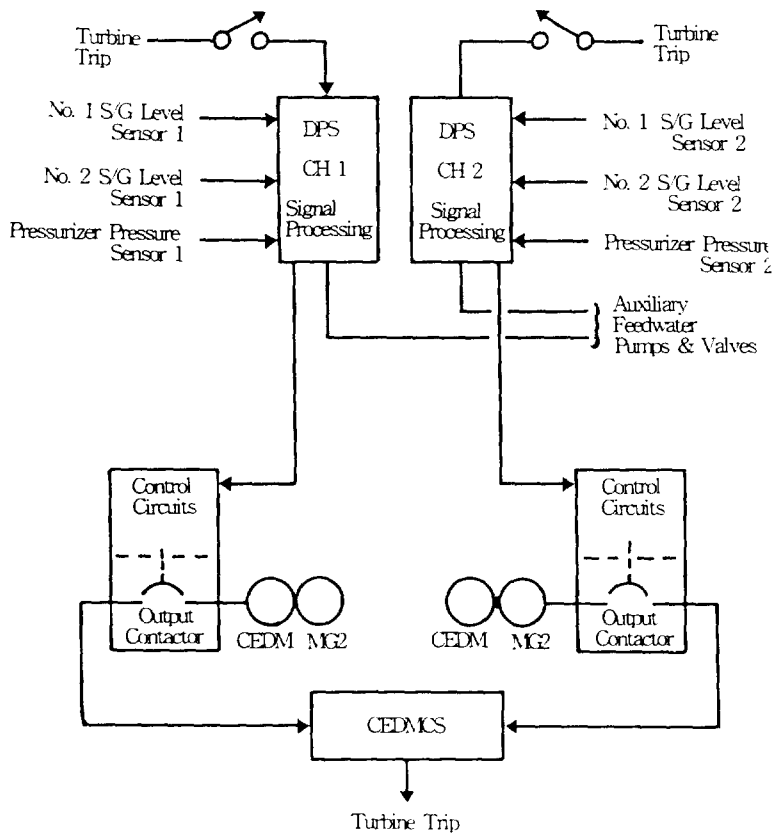 Turbine
Trip
Turbine
Trip
No. 1 S/G Level
Sensor 1
No. 2 S/G Level
Sensor 1
Pressurizer Pressure
Sensor 1
DPS
CH 1
Signal
Processing
DPS
CH 2
Signal
Processing
No. 1 S/G Level
Sensor 2
No. 2 S/G Level
Sensor 2
Pressurizer Pressure
Sensor 2
Auxiliary
Feedwater
Pumps & Valves
Control
Circuits
Output
Contactor
CEDM MG2
Control
Circuits
Output
Contactor
CEDM MG2
CEDMCS
Turbine Trip